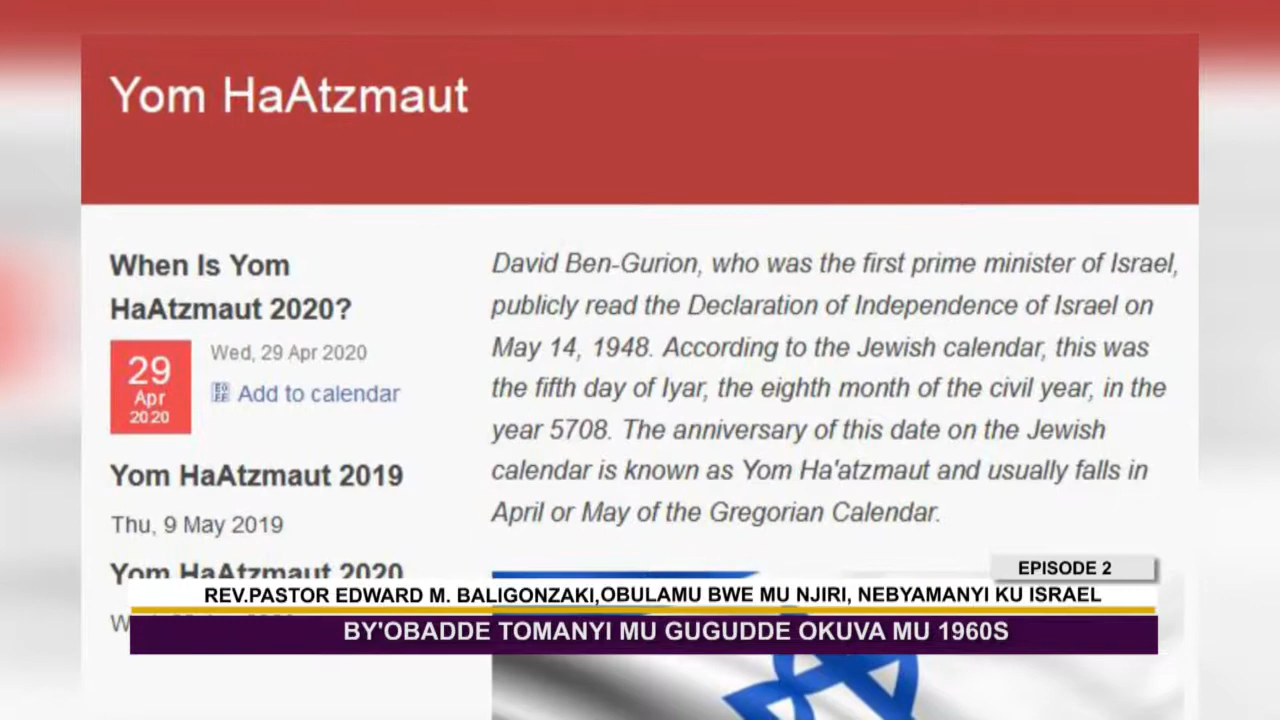 Yom HaAtzmaut
When Is Yom
HaAtzmaut 2020?
29
Apr
2020
Wed, 29 Apr 2020
Add to calendar
Yom HaAtzmaut 2019
Thu, 9 May 2019
Yom HaAtzmaut 2020
David Ben-Gurion, who was the first prime minister of Israel,
publicly read the Declaration of Independence of Israel on
May 14, 1948. According to the Jewish calendar, this was
the fifth day of Iyar, the eighth month of the civil year, in the
year 5708. The anniversary of this date on the Jewish
calendar is known as Yom Ha'atzmaut and usually falls in
April or May of the Gregorian Calendar.
EPISODE 2
REV.PASTOR EDWARD M. BALIGONZAKI,OBULAMU BWE MU NJIRI, NEBYAMANYI KU ISRAEL
BY'OBADDE TOMANYI MU GUGUDDE OKUVA MU 1960S